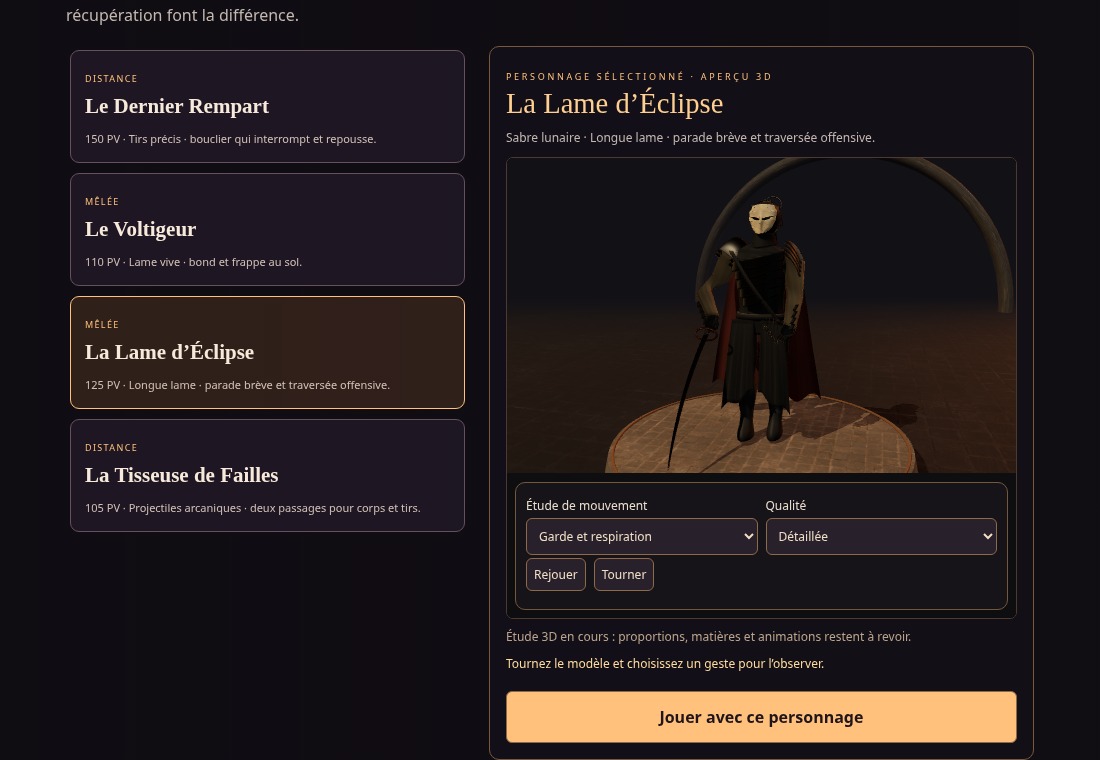 récupération font la différence.
DISTANCE
Le Dernier Rempart
150 PV · Tirs précis · bouclier qui interrompt et repousse.
MÊLÉE
Le Voltigeur
110 PV · Lame vive · bond et frappe au sol.
MÊLÉE
La Lame d’Éclipse
125 PV · Longue lame · parade brève et traversée offensive.
DISTANCE
La Tisseuse de Failles
105 PV · Projectiles arcaniques · deux passages pour corps et tirs.
PERSONNAGE SÉLECTIONNÉ · APERÇU 3D
La Lame d’Éclipse
Sabre lunaire · Longue lame · parade brève et traversée offensive.
Étude de mouvement
Garde et respiration
Qualité
Détaillée
Rejouer
Tourner
Étude 3D en cours : proportions, matières et animations restent à revoir.
Tournez le modèle et choisissez un geste pour l’observer.
Jouer avec ce personnage